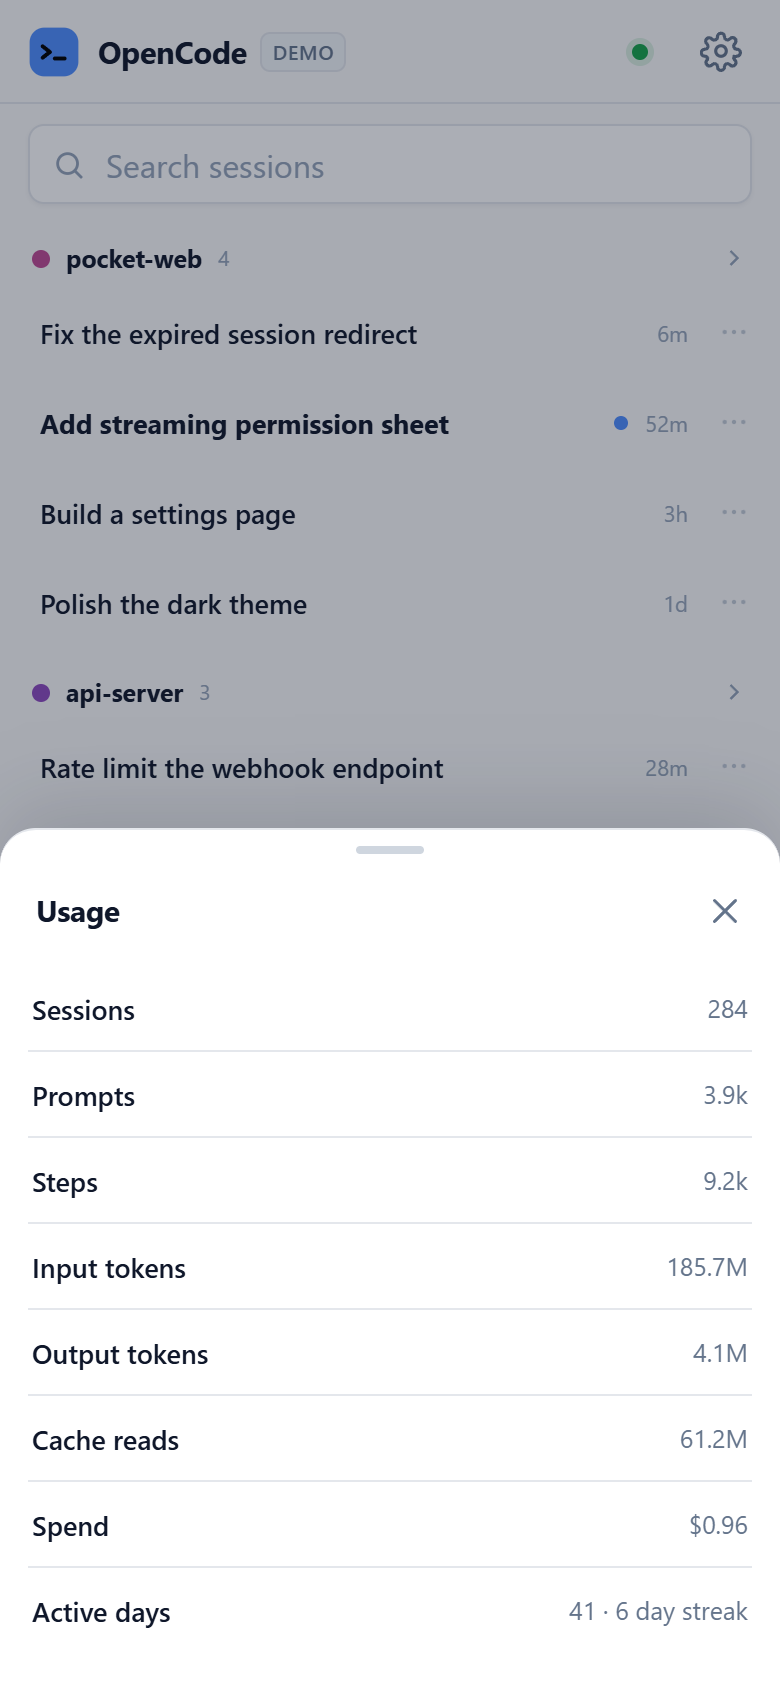 OpenCode DEMO
Search sessions
pocket-web 4
Fix the expired session redirect 6m
Add streaming permission sheet 52m
Build a settings page 3h
Polish the dark theme 1d
api-server 3
Rate limit the webhook endpoint 28m
Usage
Sessions 284
Prompts 3.9k
Steps 9.2k
Input tokens 185.7M
Output tokens 4.1M
Cache reads 61.2M
Spend $0.96
Active days 41 · 6 day streak